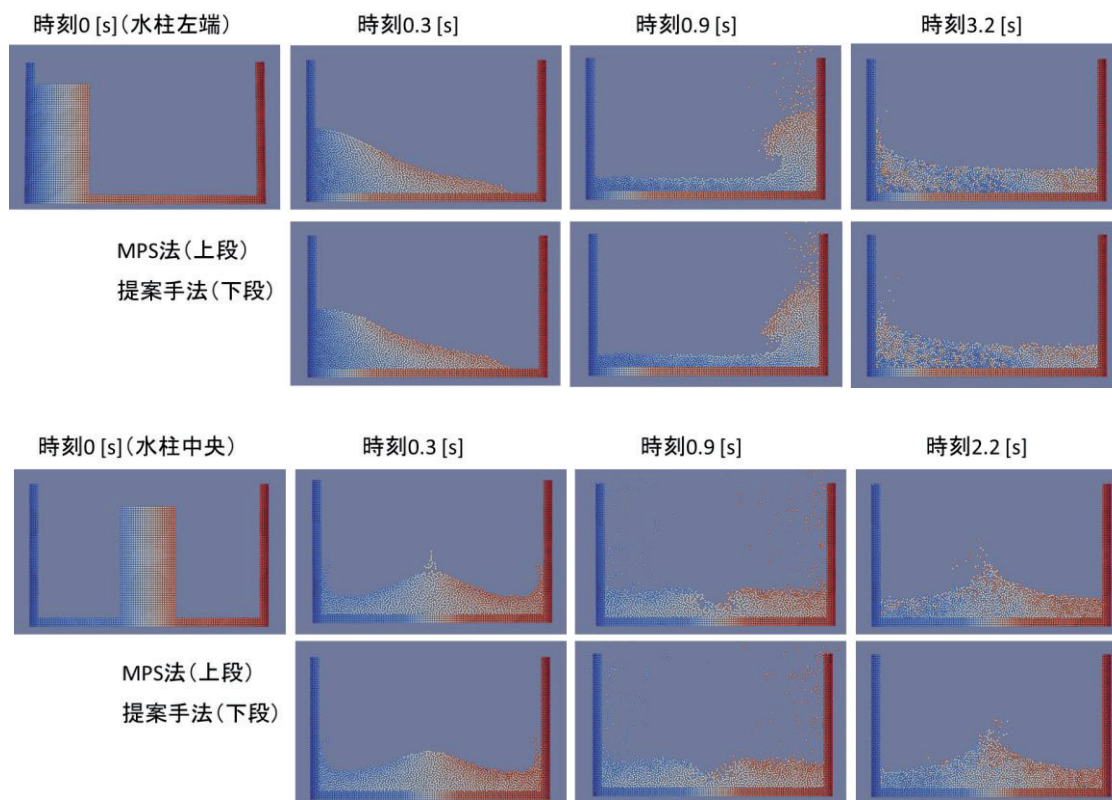 時刻0 [s](水柱左端) 時刻0.3 [s] 時刻0.9 [s] 時刻3.2 [s]
MPS法(上段)
提案手法(下段)
時刻0 [s](水柱中央) 時刻0.3 [s] 時刻0.9 [s] 時刻2.2 [s]
MPS法(上段)
提案手法(下段)